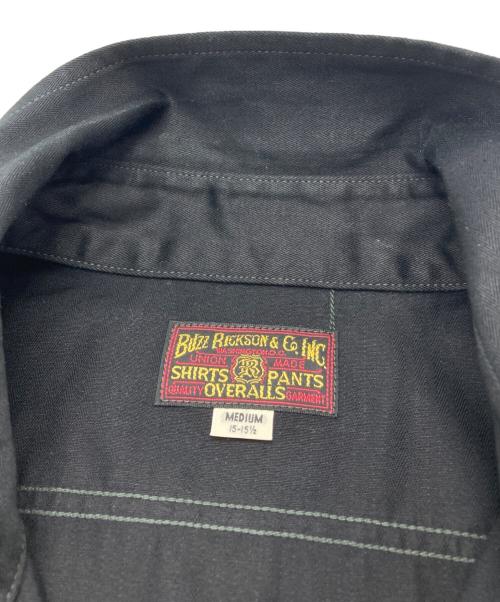 BUZZ RICKSON & Co. INC
WASHINGTON.D.C.
UNION MADE
SHIRTS R PANTS
QUALITY OVERALLS GARMENT
MEDIUM
15-15½